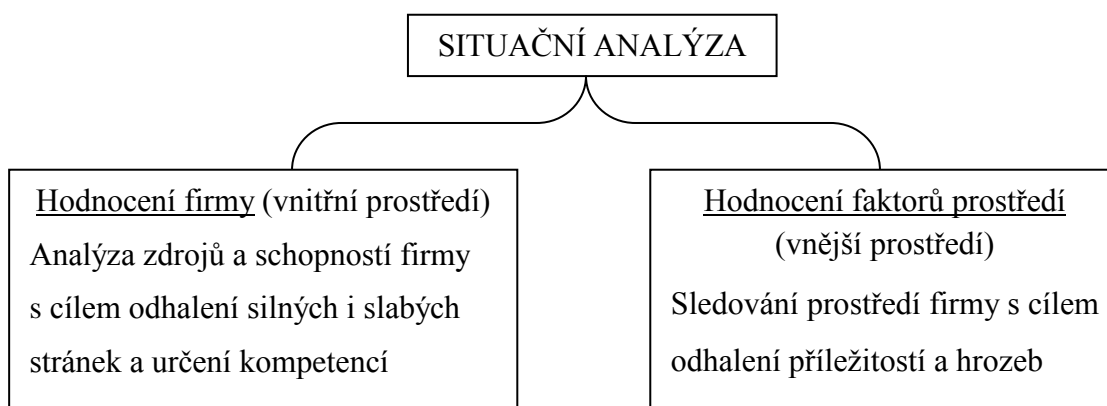 SITUAČNÍ ANALÝZA
Hodnocení firmy (vnitřní prostředí)
Analýza zdrojů a schopností firmy
s cílem odhalení silných i slabých
stránek a určení kompetencí
Hodnocení faktorů prostředí
(vnější prostředí)
Sledování prostředí firmy s cílem
odhalení příležitostí a hrozeb